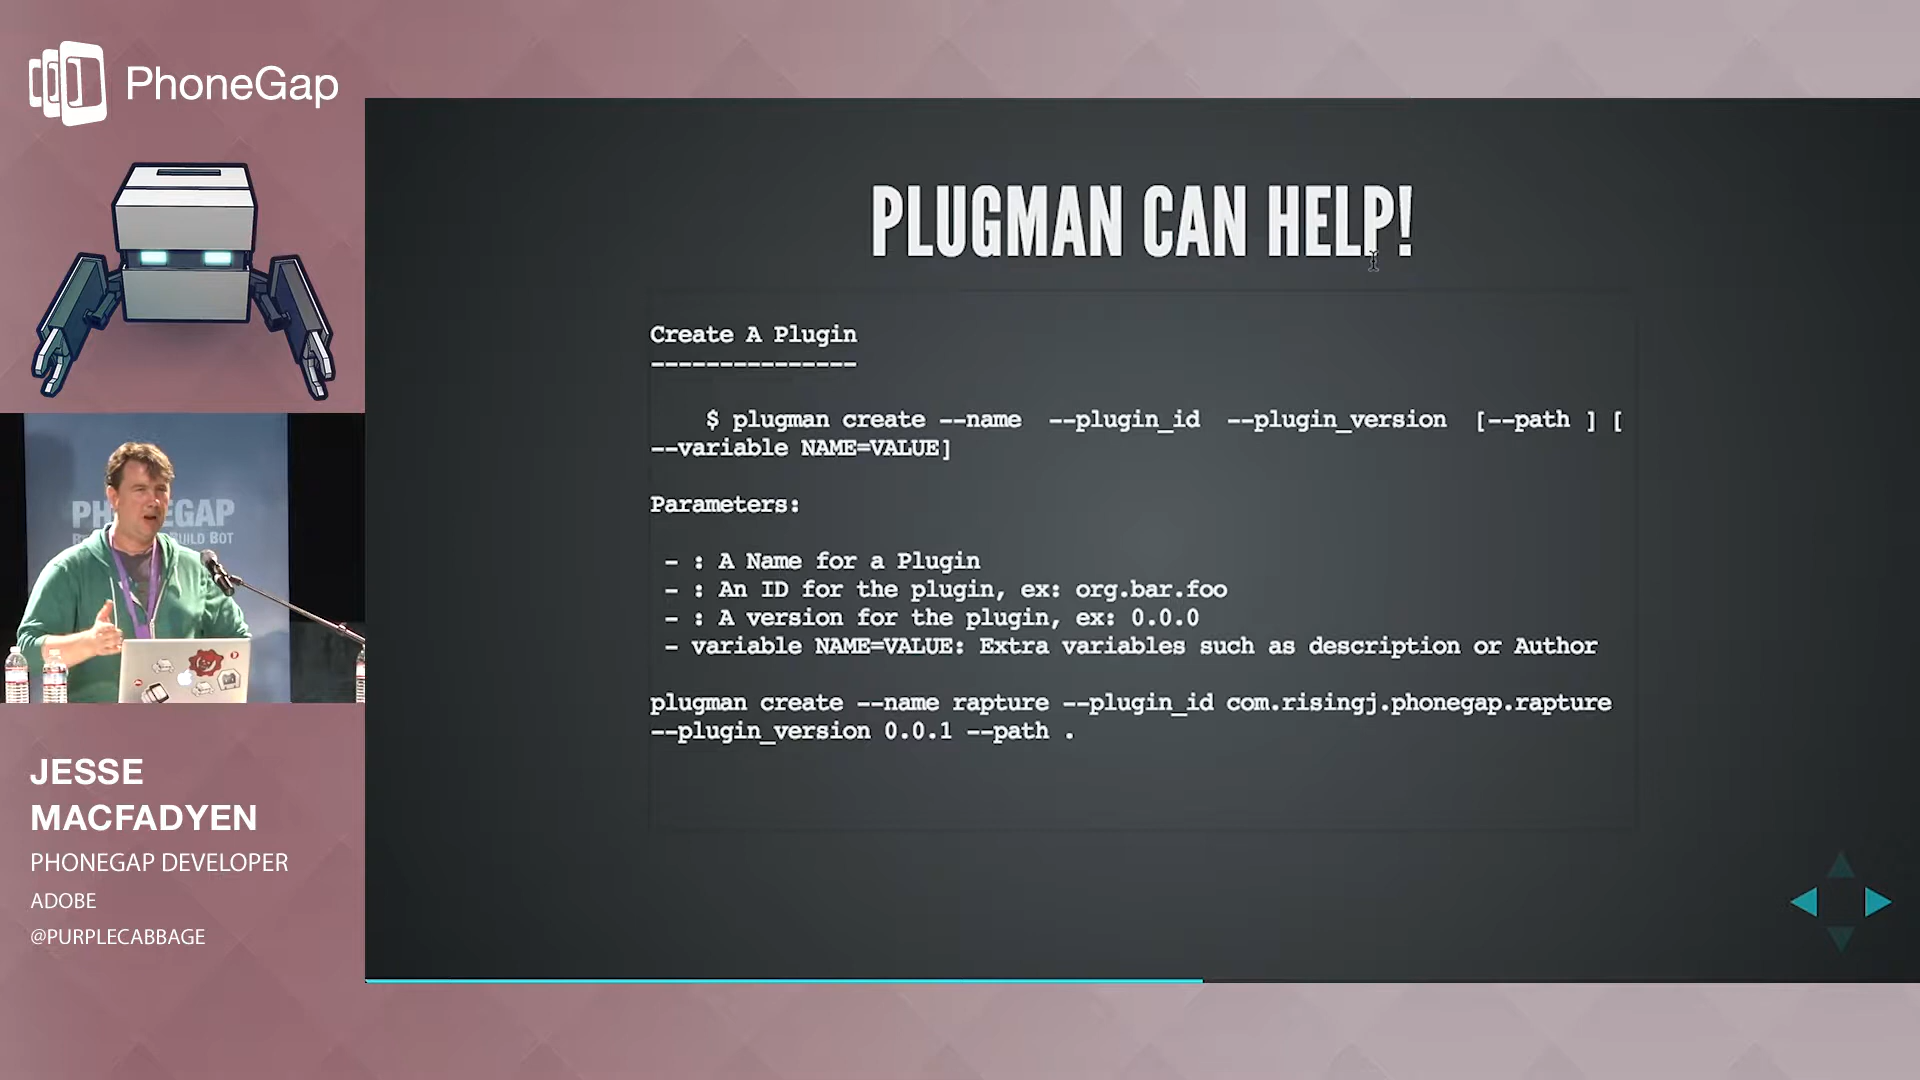 PhoneGap
PLUGMAN CAN HELP!
Create A Plugin
---------------
$ plugman create --name  --plugin_id  --plugin_version  [--path ] [
--variable NAME=VALUE]
Parameters:
- : A Name for a Plugin
- : An ID for the plugin, ex: org.bar.foo
- : A version for the plugin, ex: 0.0.0
- variable NAME=VALUE: Extra variables such as description or Author
plugman create --name rapture --plugin_id com.risingj.phonegap.rapture
--plugin_version 0.0.1 --path .
JESSE
MACFADYEN
PHONEGAP DEVELOPER
ADOBE
@PURPLECABBAGE